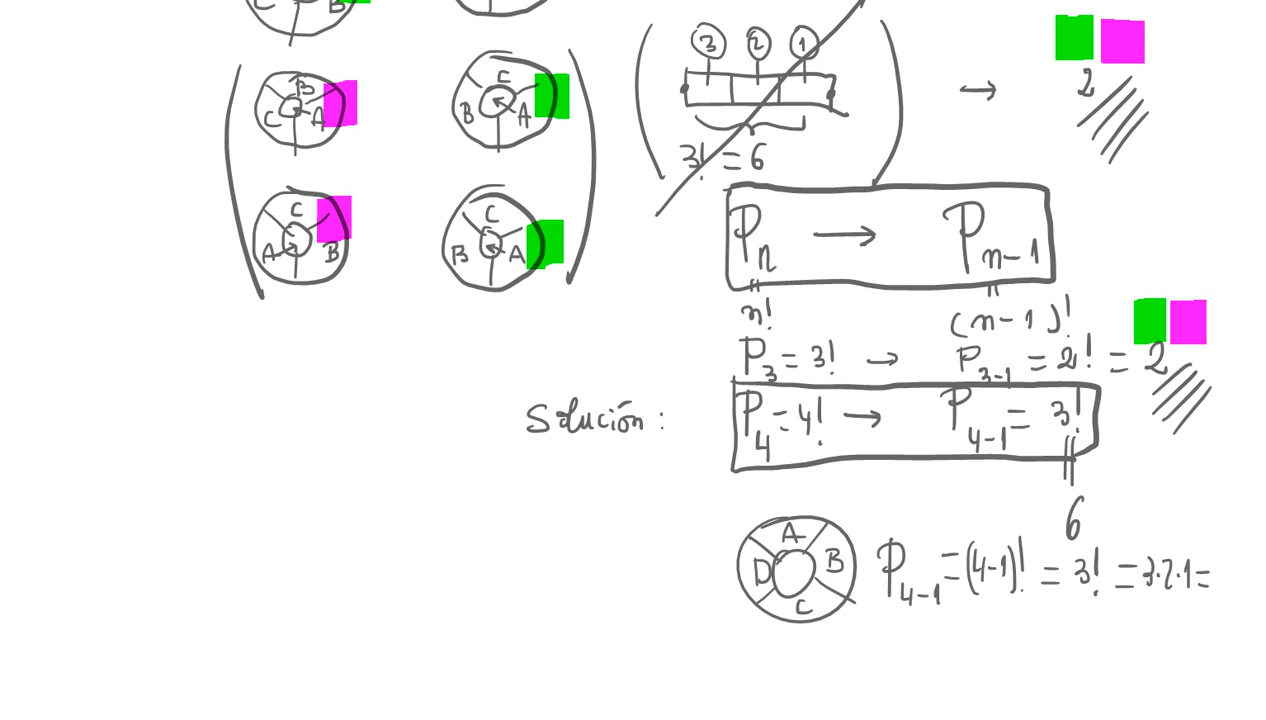 C B
B
C A
C
B A
C
A B
C
B A
3 2 1
3! = 6
→ 2
Pn → Pn-1
n! (n-1)!
P3 = 3! → P3-1 = 2! = 2
Solución: P4 = 4! → P4-1 = 3!
6
A
D B
C
P4-1 = (4-1)! = 3! = 3·2·1=